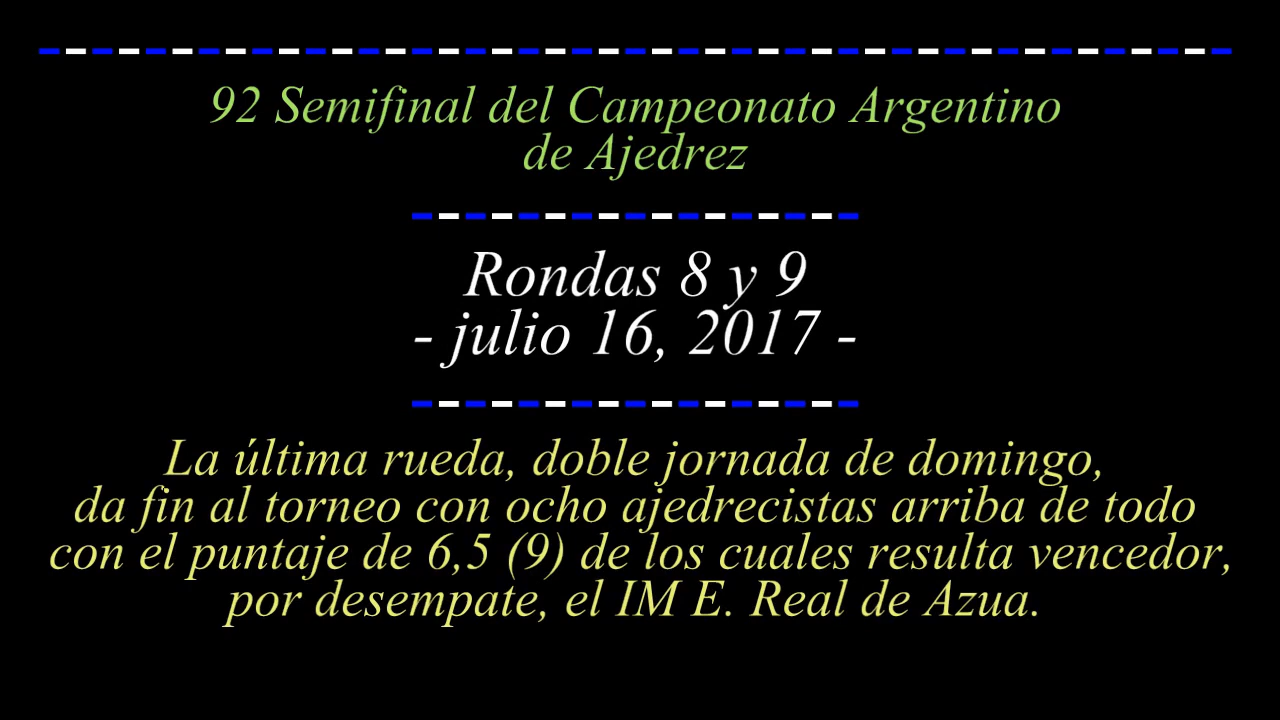 92 Semifinal del Campeonato Argentino
de Ajedrez
Rondas 8 y 9
- julio 16, 2017 -
La última rueda, doble jornada de domingo,
da fin al torneo con ocho ajedrecistas arriba de todo
con el puntaje de 6,5 (9) de los cuales resulta vencedor,
por desempate, el IM E. Real de Azua.